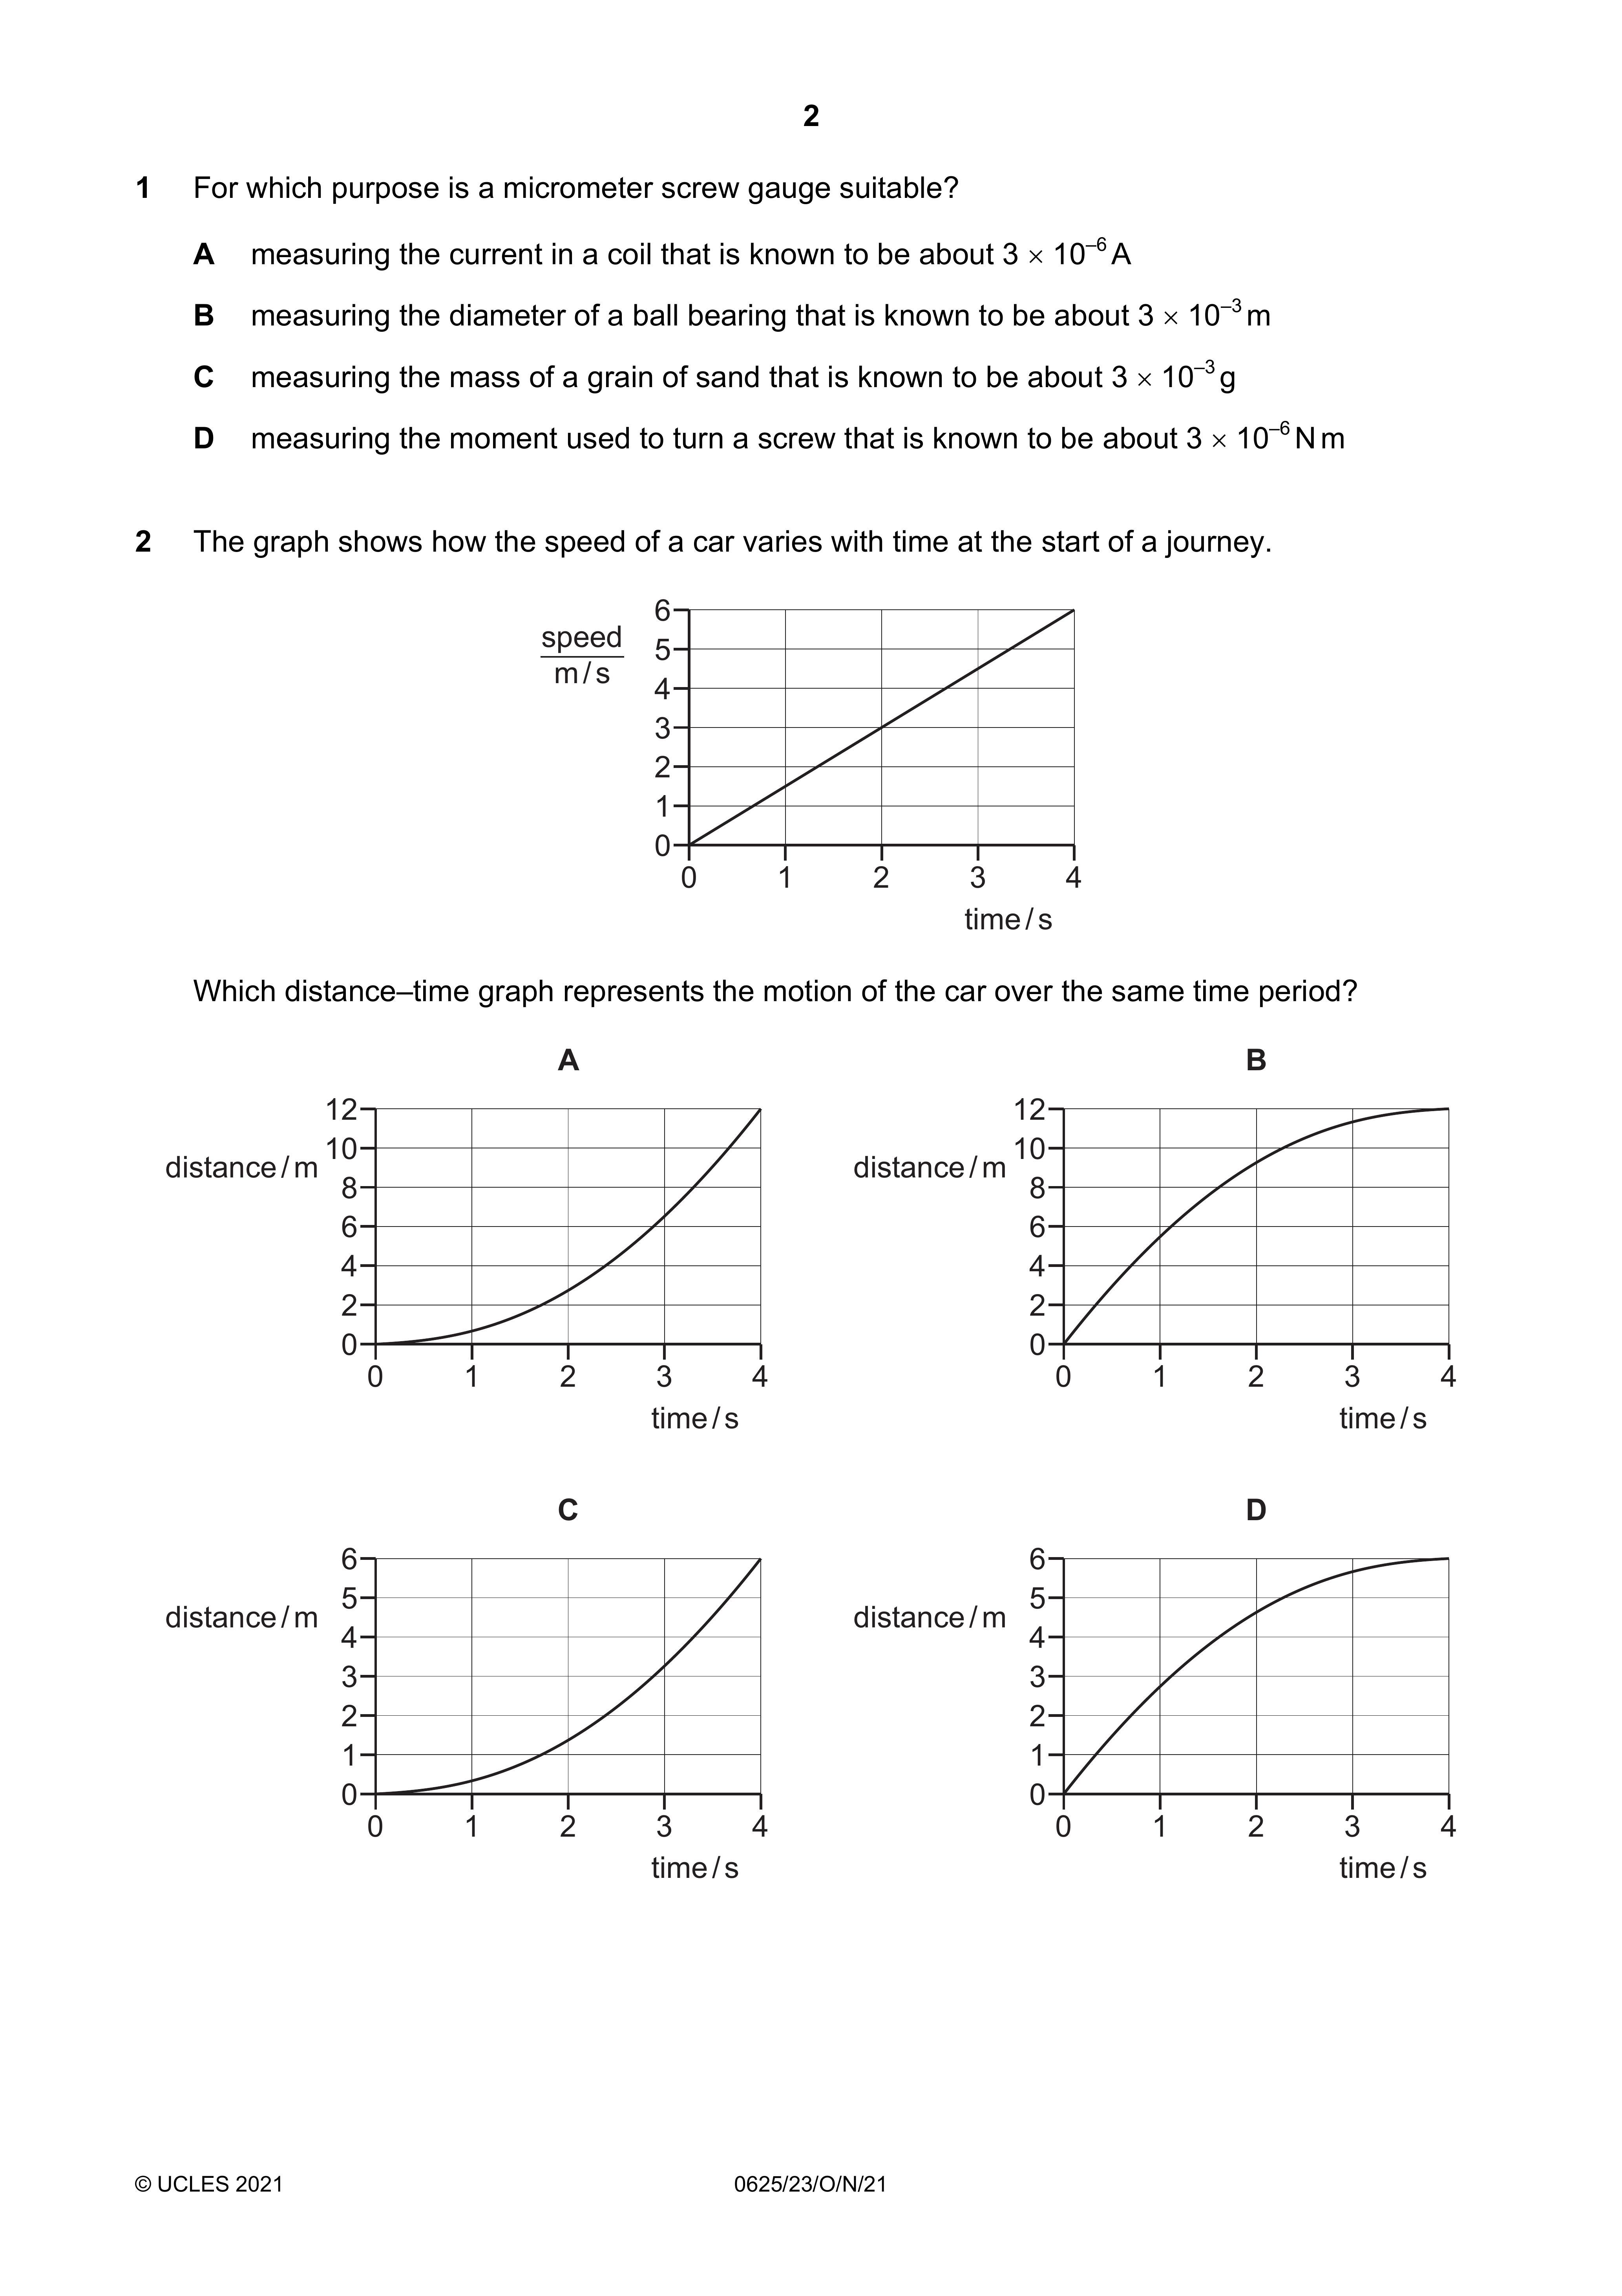 2
1 For which purpose is a micrometer screw gauge suitable?
A measuring the current in a coil that is known to be about 3 × 10⁻⁶ A
B measuring the diameter of a ball bearing that is known to be about 3 × 10⁻³ m
C measuring the mass of a grain of sand that is known to be about 3 × 10⁻³ g
D measuring the moment used to turn a screw that is known to be about 3 × 10⁻⁶ N m
2 The graph shows how the speed of a car varies with time at the start of a journey.
speed
m / s
6
5
4
3
2
1
0
0 1 2 3 4
time / s
Which distance–time graph represents the motion of the car over the same time period?
A
distance / m
12
10
8
6
4
2
0
0 1 2 3 4
time / s
B
distance / m
12
10
8
6
4
2
0
0 1 2 3 4
time / s
C
distance / m
6
5
4
3
2
1
0
0 1 2 3 4
time / s
D
distance / m
6
5
4
3
2
1
0
0 1 2 3 4
time / s
© UCLES 2021 0625/23/O/N/21